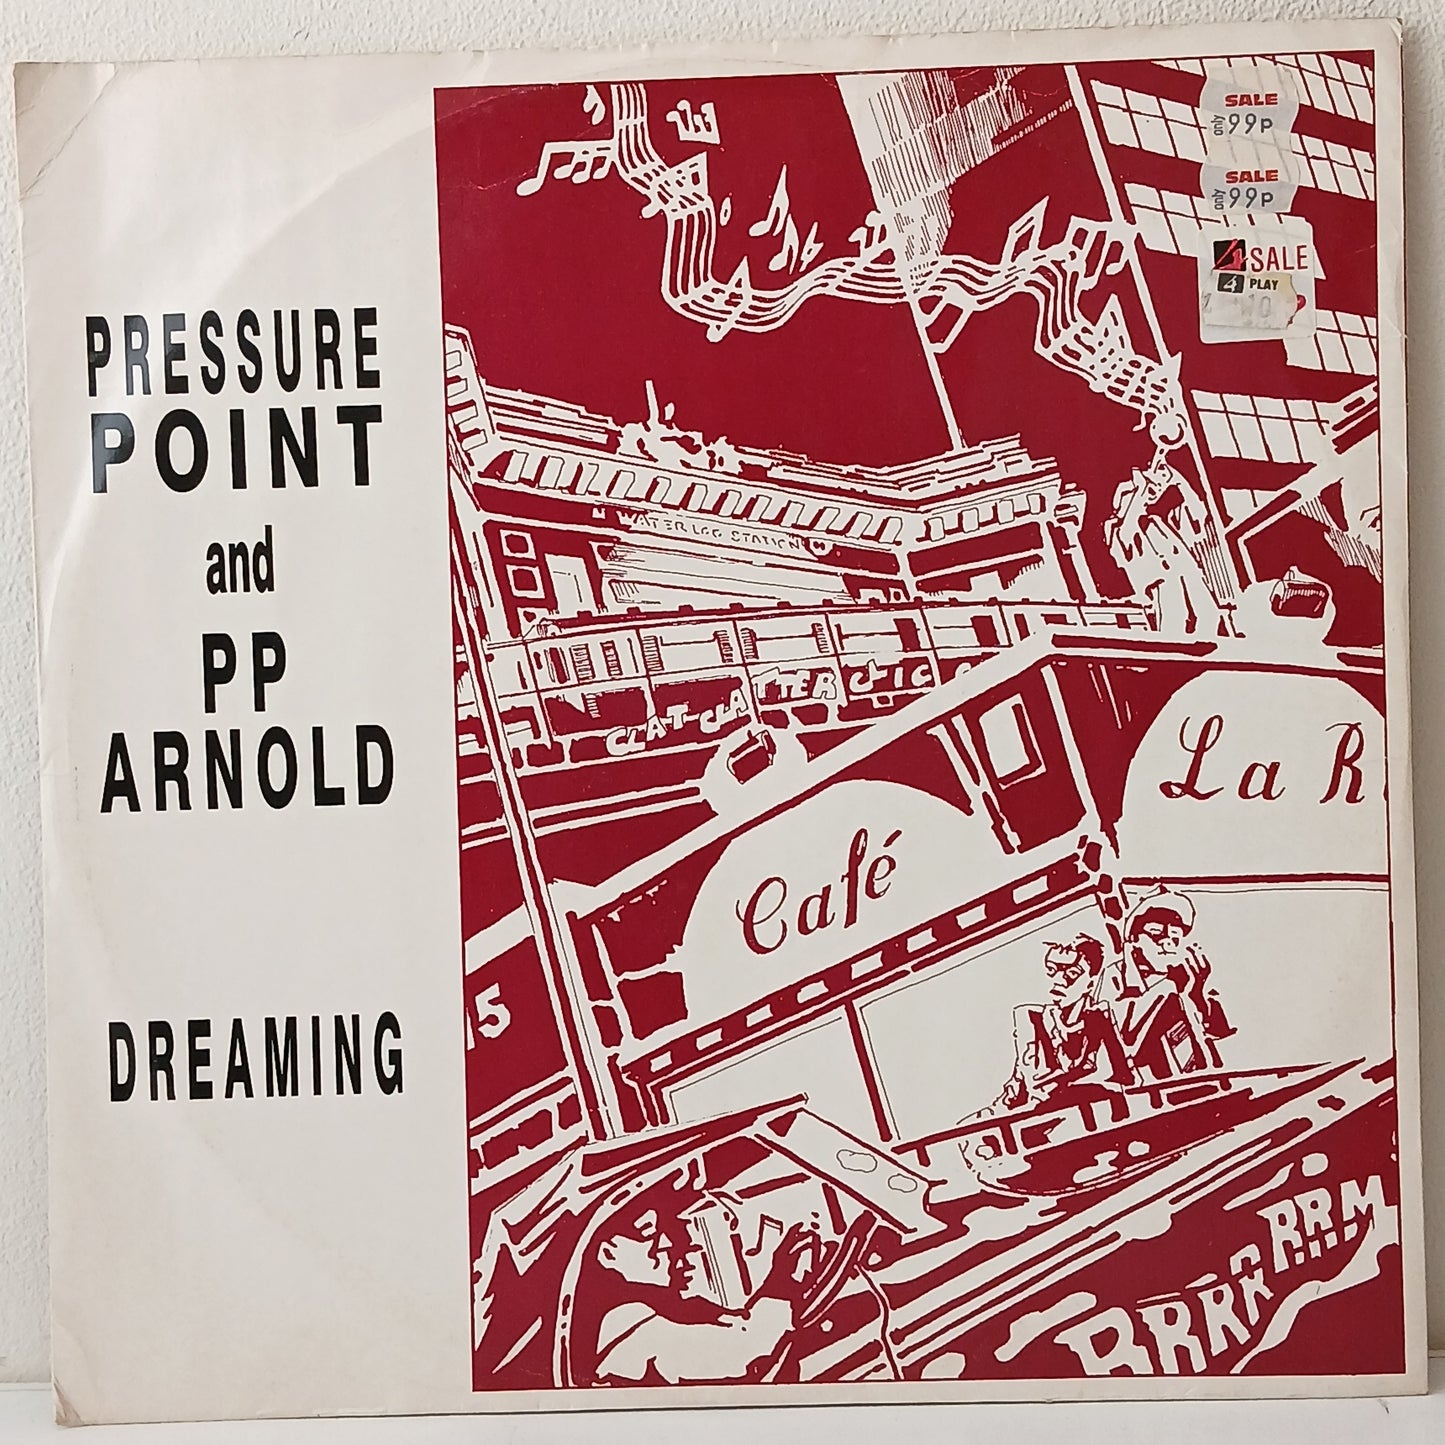 PRESSURE
POINT
and
PP
ARNOLD
DREAMING
SALE
only 99p
SALE
only 99p
SALE
4 PLAY
WATERLOO STATION
CLAT-CLATTER CLIC
La R
Café
15
RRRRRRRM